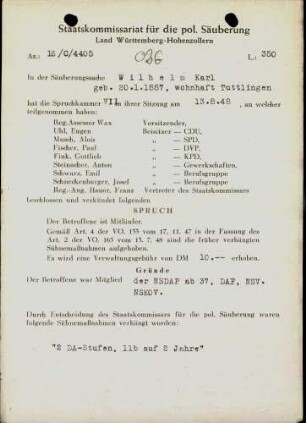 Staatskommissariat für die pol. Säuberung
Land Württemberg-Hohenzollern
Az.: 15/C/4405
L.: 350
In der Säuberungssache Wilhelm Karl
geb. 20.1.1887, wohnhaft Tuttlingen
hat die Spruchkammer VII in ihrer Sitzung am 13.8.48, an welcher
teilgenommen haben:
Reg.Assessor Wax Vorsitzender,
Uhl, Eugen Beisitzer — CDU,
Munsch, Alois „ — SPD,
Fischer, Paul „ — DVP,
Fink, Gottlieb „ — KPD,
Steinacher, Anton „ — Gewerkschaften,
Schwarz, Emil „ — Berufsgruppe
Schneckenburger, Josef „ — Berufsgruppe
Reg.-Ang. Hauer, Franz Vertreter des Staatskommissars
beschlossen und verkündet folgenden
SPRUCH
Der Betroffene ist Mitläufer.
Gemäß Art. 4 der VO. 133 vom 17. 11. 47 in der Fassung des
Art. 2 der VO. 165 vom 13. 7. 48 sind die früher verhängten
Sühnemaßnahmen aufgehoben.
Es wird eine Verwaltungsgebühr von DM 10.-- erhoben.
Gründe
Der Betroffene war Mitglied der NSDAP ab 37, DAF, NSV.
NSKOV.
Durch Entscheidung des Staatskommissars für die pol. Säuberung waren
folgende Sühnemaßnahmen verhängt worden:
"2 DA-Stufen, 11b auf 2 Jahre"